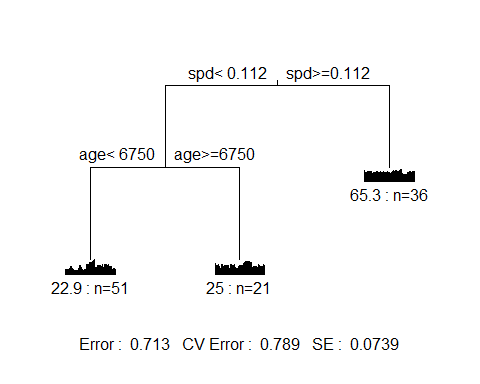 spd< 0.112 spd>=0.112
age< 6750 age>=6750
65.3 : n=36
22.9 : n=51 25 : n=21
Error : 0.713 CV Error : 0.789 SE : 0.0739